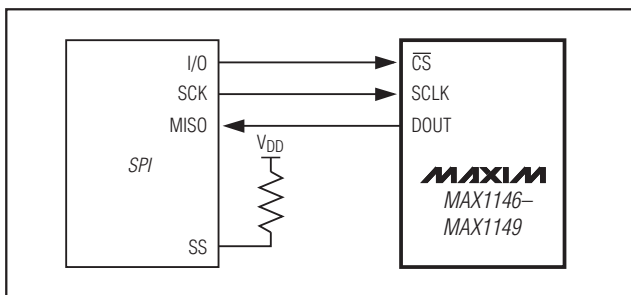 I/O
SCK
MISO
VDD
SPI
SS
CS
SCLK
DOUT
MAXIM
MAX1146–
MAX1149